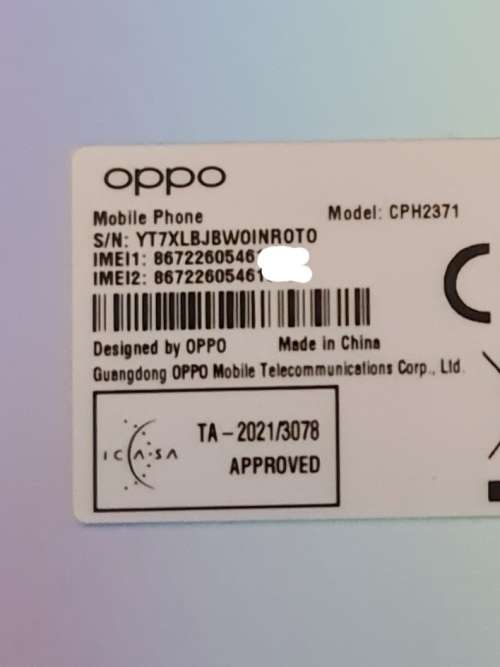 oppo
Mobile Phone Model: CPH2371
S/N: YT7XLBJBWOINROTO
IMEI1: 86722605461
IMEI2: 86722605461
Designed by OPPO Made in China
Guangdong OPPO Mobile Telecommunications Corp., Ltd.
ICASA TA-2021/3078
APPROVED